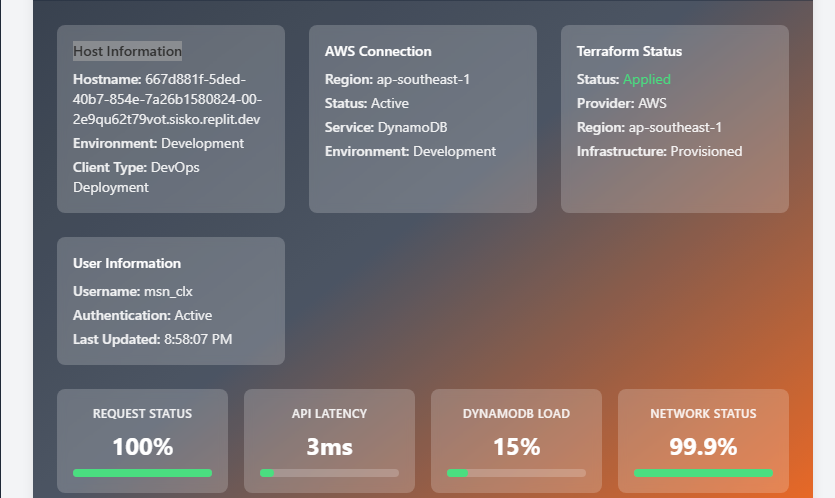 Host Information
Hostname: 667d881f-5ded-
40b7-854e-7a26b1580824-00-
2e9qu62t79vot.sisko.replit.dev
Environment: Development
Client Type: DevOps
Deployment
AWS Connection
Region: ap-southeast-1
Status: Active
Service: DynamoDB
Environment: Development
Terraform Status
Status: Applied
Provider: AWS
Region: ap-southeast-1
Infrastructure: Provisioned
User Information
Username: msn_clx
Authentication: Active
Last Updated: 8:58:07 PM
REQUEST STATUS
100%
API LATENCY
3ms
DYNAMODB LOAD
15%
NETWORK STATUS
99.9%